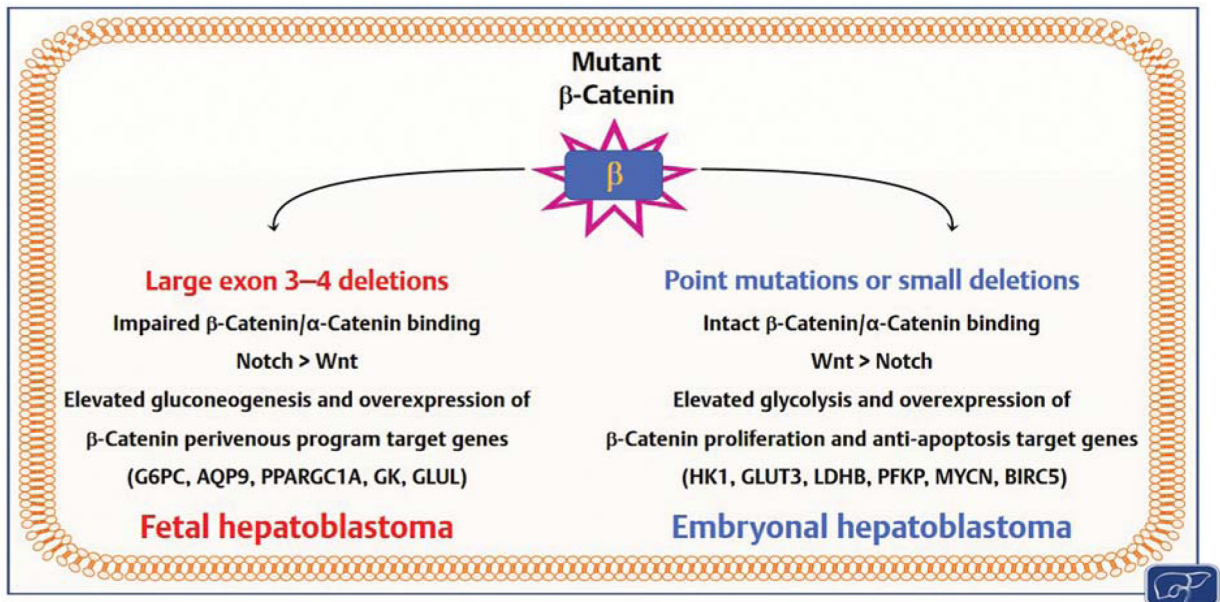 Mutant
β-Catenin
β
Large exon 3–4 deletions
Impaired β-Catenin/α-Catenin binding
Notch > Wnt
Elevated gluconeogenesis and overexpression of
β-Catenin perivenous program target genes
(G6PC, AQP9, PPARGC1A, GK, GLUL)
Fetal hepatoblastoma
Point mutations or small deletions
Intact β-Catenin/α-Catenin binding
Wnt > Notch
Elevated glycolysis and overexpression of
β-Catenin proliferation and anti-apoptosis target genes
(HK1, GLUT3, LDHB, PFKP, MYCN, BIRC5)
Embryonal hepatoblastoma